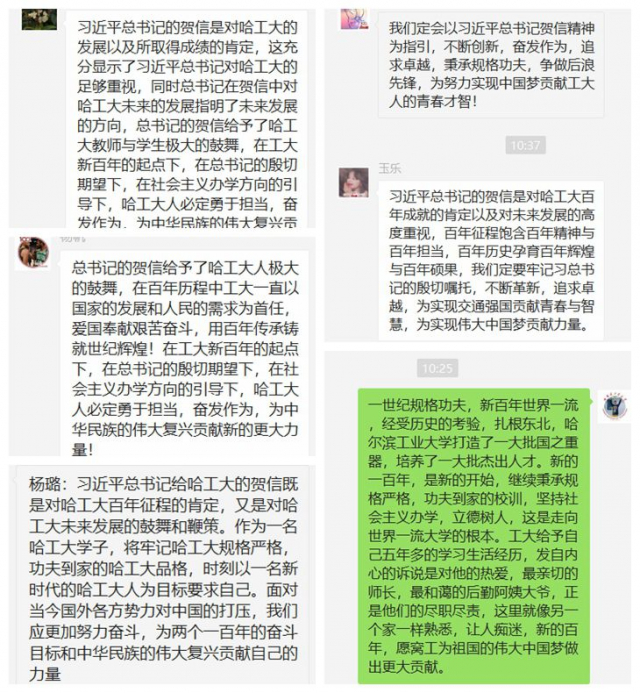 习近平总书记的贺信是对哈工大的
发展以及所取得成绩的肯定，这充
分显示了习近平总书记对哈工大的
足够重视，同时总书记在贺信中对
哈工大未来的发展指明了未来发展
的方向，总书记的贺信给予了哈工
大教师与学生极大的鼓舞，在工大
新百年的起点下，在总书记的殷切
期望下，在社会主义办学方向的引
导下，哈工大人必定勇于担当，奋
发作为，为中华民族的伟大复兴贡
总书记的贺信给予了哈工大人极大
的鼓舞，在百年历程中工大一直以
国家的发展和人民的需求为首任，
爱国奉献艰苦奋斗，用百年传承铸
就世纪辉煌！在工大新百年的起点
下，在总书记的殷切期望下，在社
会主义办学方向的引导下，哈工大
人必定勇于担当，奋发作为，为中
华民族的伟大复兴贡献新的更大力
量！
杨璐：习近平总书记给哈工大的贺信既
是对哈工大百年征程的肯定，又是对哈
工大未来发展的鼓舞和鞭策。作为一名
哈工大学子，将牢记哈工大规格严格，
功夫到家的哈工大品格，时刻以一名新
时代的哈工大人为目标要求自己。面对
当今国外各方势力对中国的打压，我们
应更加努力奋斗，为两个一百年的奋斗
目标和中华民族的伟大复兴贡献自己的
力量
我们定会以习近平总书记贺信精神
为指引，不断创新，奋发作为，追
求卓越，秉承规格功夫，争做后浪
先锋，为努力实现中国梦贡献工大
人的青春才智！
10:37
玉乐
习近平总书记的贺信是对哈工大百
年成就的肯定以及对未来发展的高
度重视，百年征程饱含百年精神与
百年担当，百年历史孕育百年辉煌
与百年硕果，我们定要牢记习总书
记的殷切嘱托，不断革新，追求卓
越，为实现交通强国贡献青春与智
慧，为实现伟大中国梦贡献力量。
10:25
一世纪规格功夫，新百年世界一流
，经受历史的考验，扎根东北，哈
尔滨工业大学打造了一大批国之重
器，培养了一大批杰出人才。新的
一百年，是新的开始，继续秉承规
格严格，功夫到家的校训，坚持社
会主义办学，立德树人，这是走向
世界一流大学的根本。工大给予自
己五年多的学习生活经历，发自内
心的诉说是对他的热爱，最亲切的
师长，最和蔼的后勤阿姨大爷，正
是他们的尽职尽责，这里就像另一
个家一样熟悉，让人痴迷，新的百
年，愿窝工为祖国的伟大中国梦做
出更大贡献。